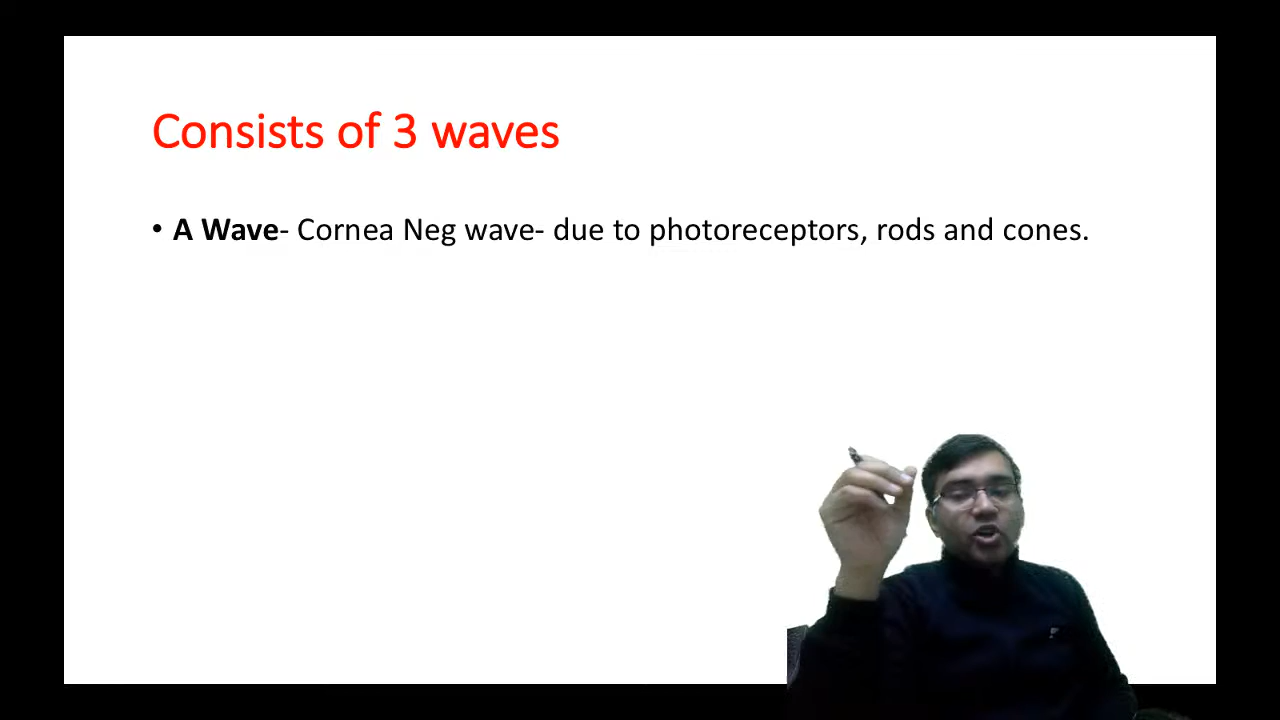 Consists of 3 waves
• A Wave- Cornea Neg wave- due to photoreceptors, rods and cones.